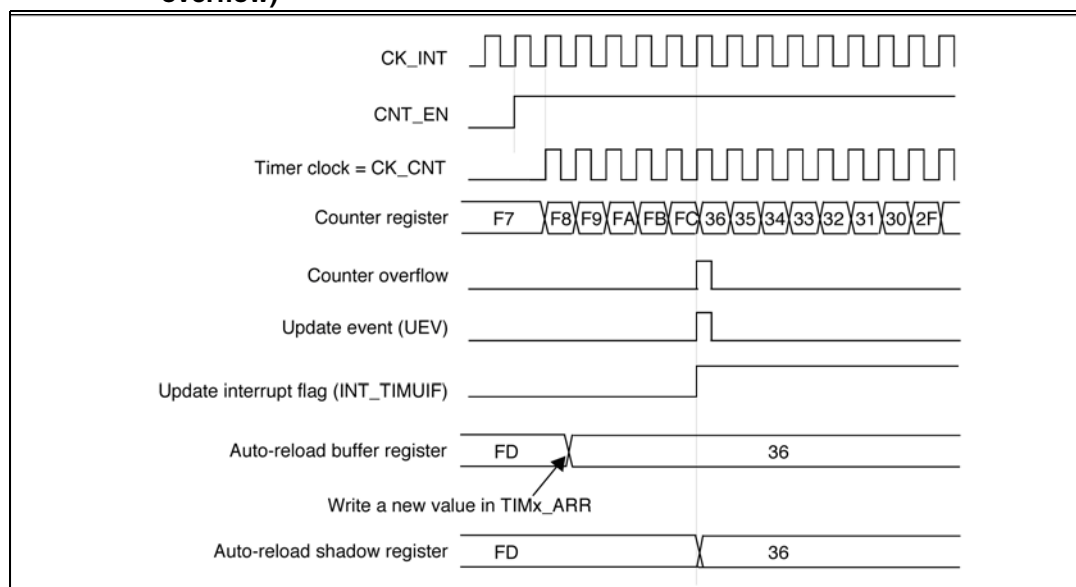 overflow)
CK_INT
CNT_EN
Timer clock = CK_CNT
Counter register F7 F8 F9 FA FB FC 36 35 34 33 32 31 30 2F
Counter overflow
Update event (UEV)
Update interrupt flag (INT_TIMUIF)
Auto-reload buffer register FD 36
Write a new value in TIMx_ARR
Auto-reload shadow register FD 36